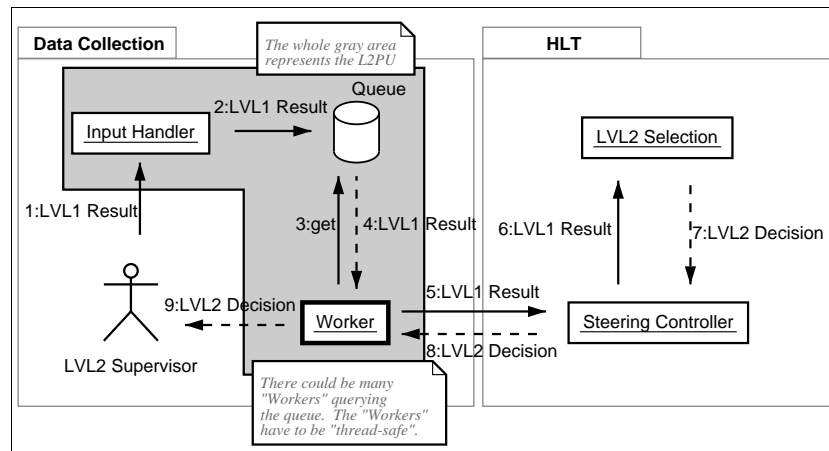 Data Collection
HLT
The whole gray area
represents the L2PU
Queue
2:LVL1 Result
Input Handler
LVL2 Selection
1:LVL1 Result
3:get
4:LVL1 Result
6:LVL1 Result
7:LVL2 Decision
9:LVL2 Decision
5:LVL1 Result
Worker
Steering Controller
8:LVL2 Decision
LVL2 Supervisor
There could be many
"Workers" querying
the queue. The "Workers"
have to be "thread-safe".